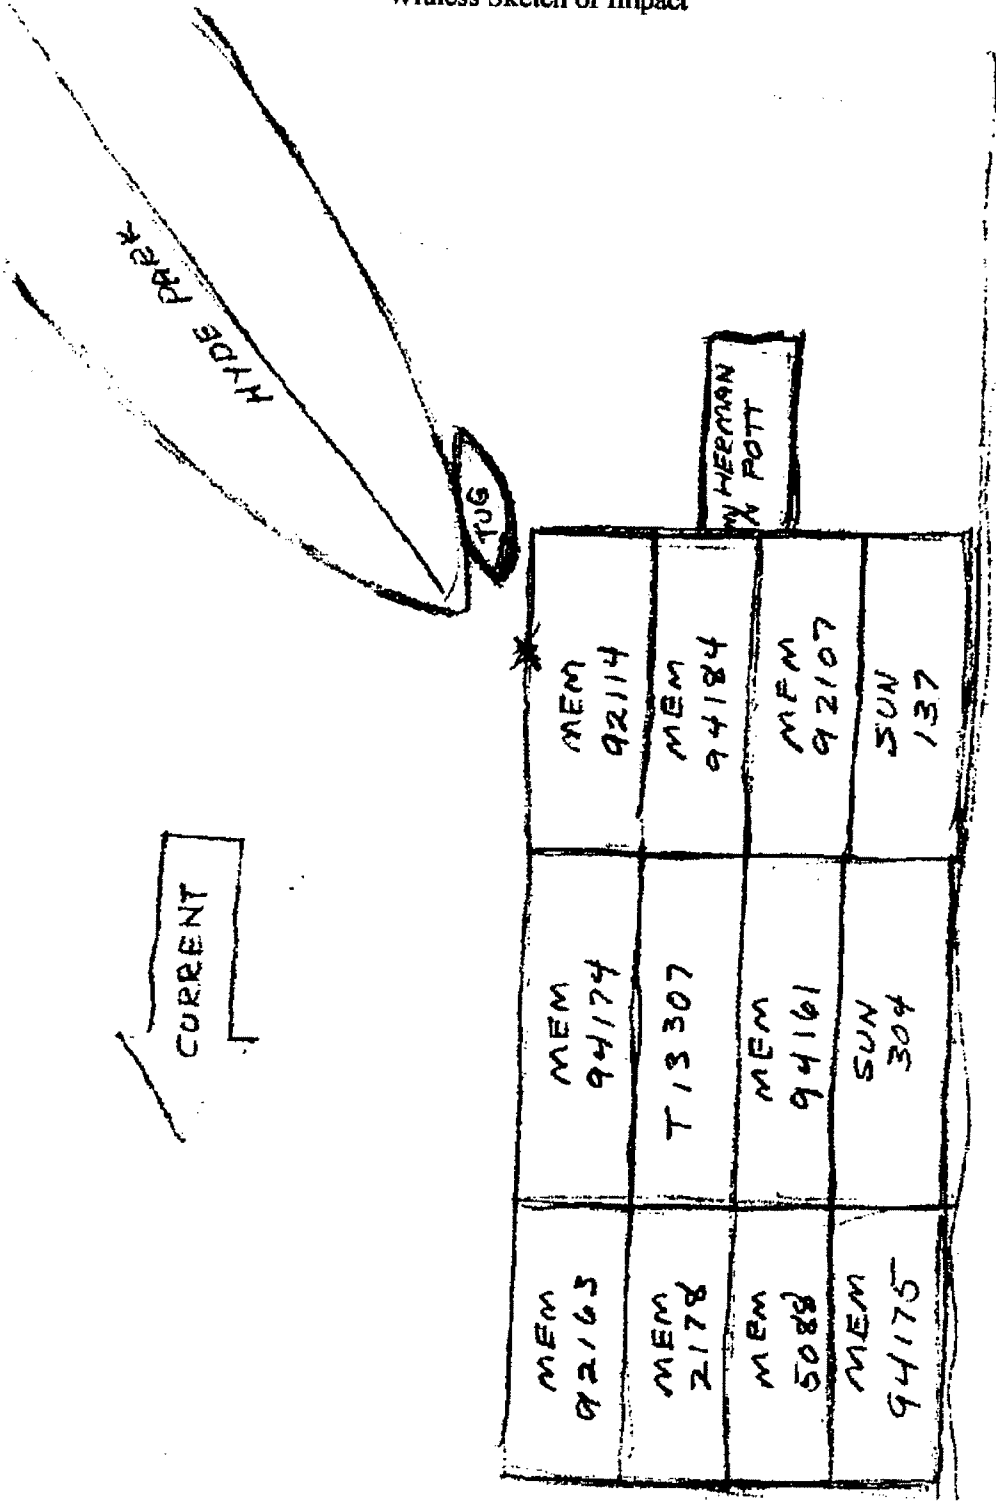 Witness Sketch of Impact
HYDE PARK
TUG
M/V HERMAN
POTT
MEM
92114
MEM
94184
MEM
92107
SUN
137
CURRENT
MEM
94174
T13307
MEM
94161
SUN
304
MEM
92163
MEM
2178
MEM
5088
MEM
94175